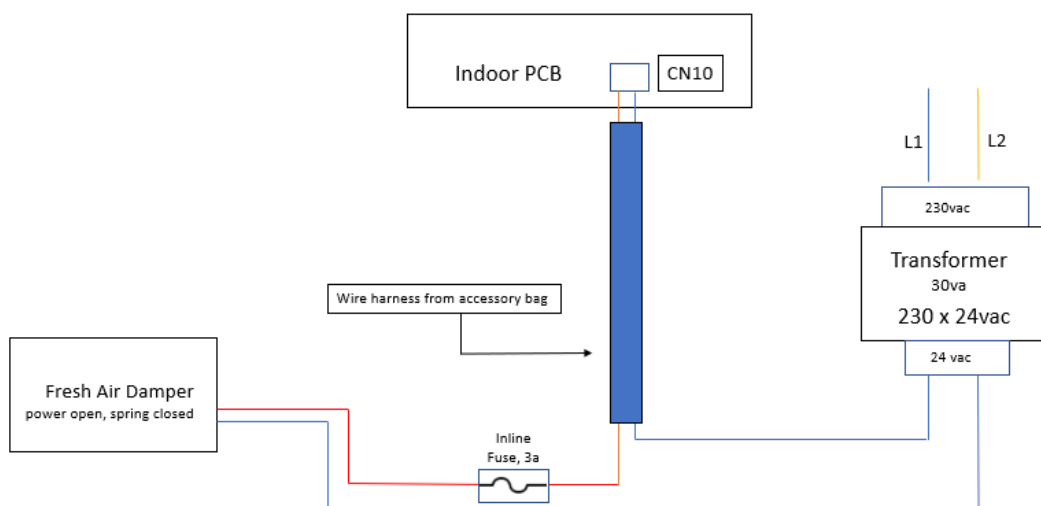 Indoor PCB
CN10
L1
L2
230vac
Transformer
30va
230 x 24vac
24 vac
Wire harness from accessory bag
Fresh Air Damper
power open, spring closed
Inline
Fuse, 3a